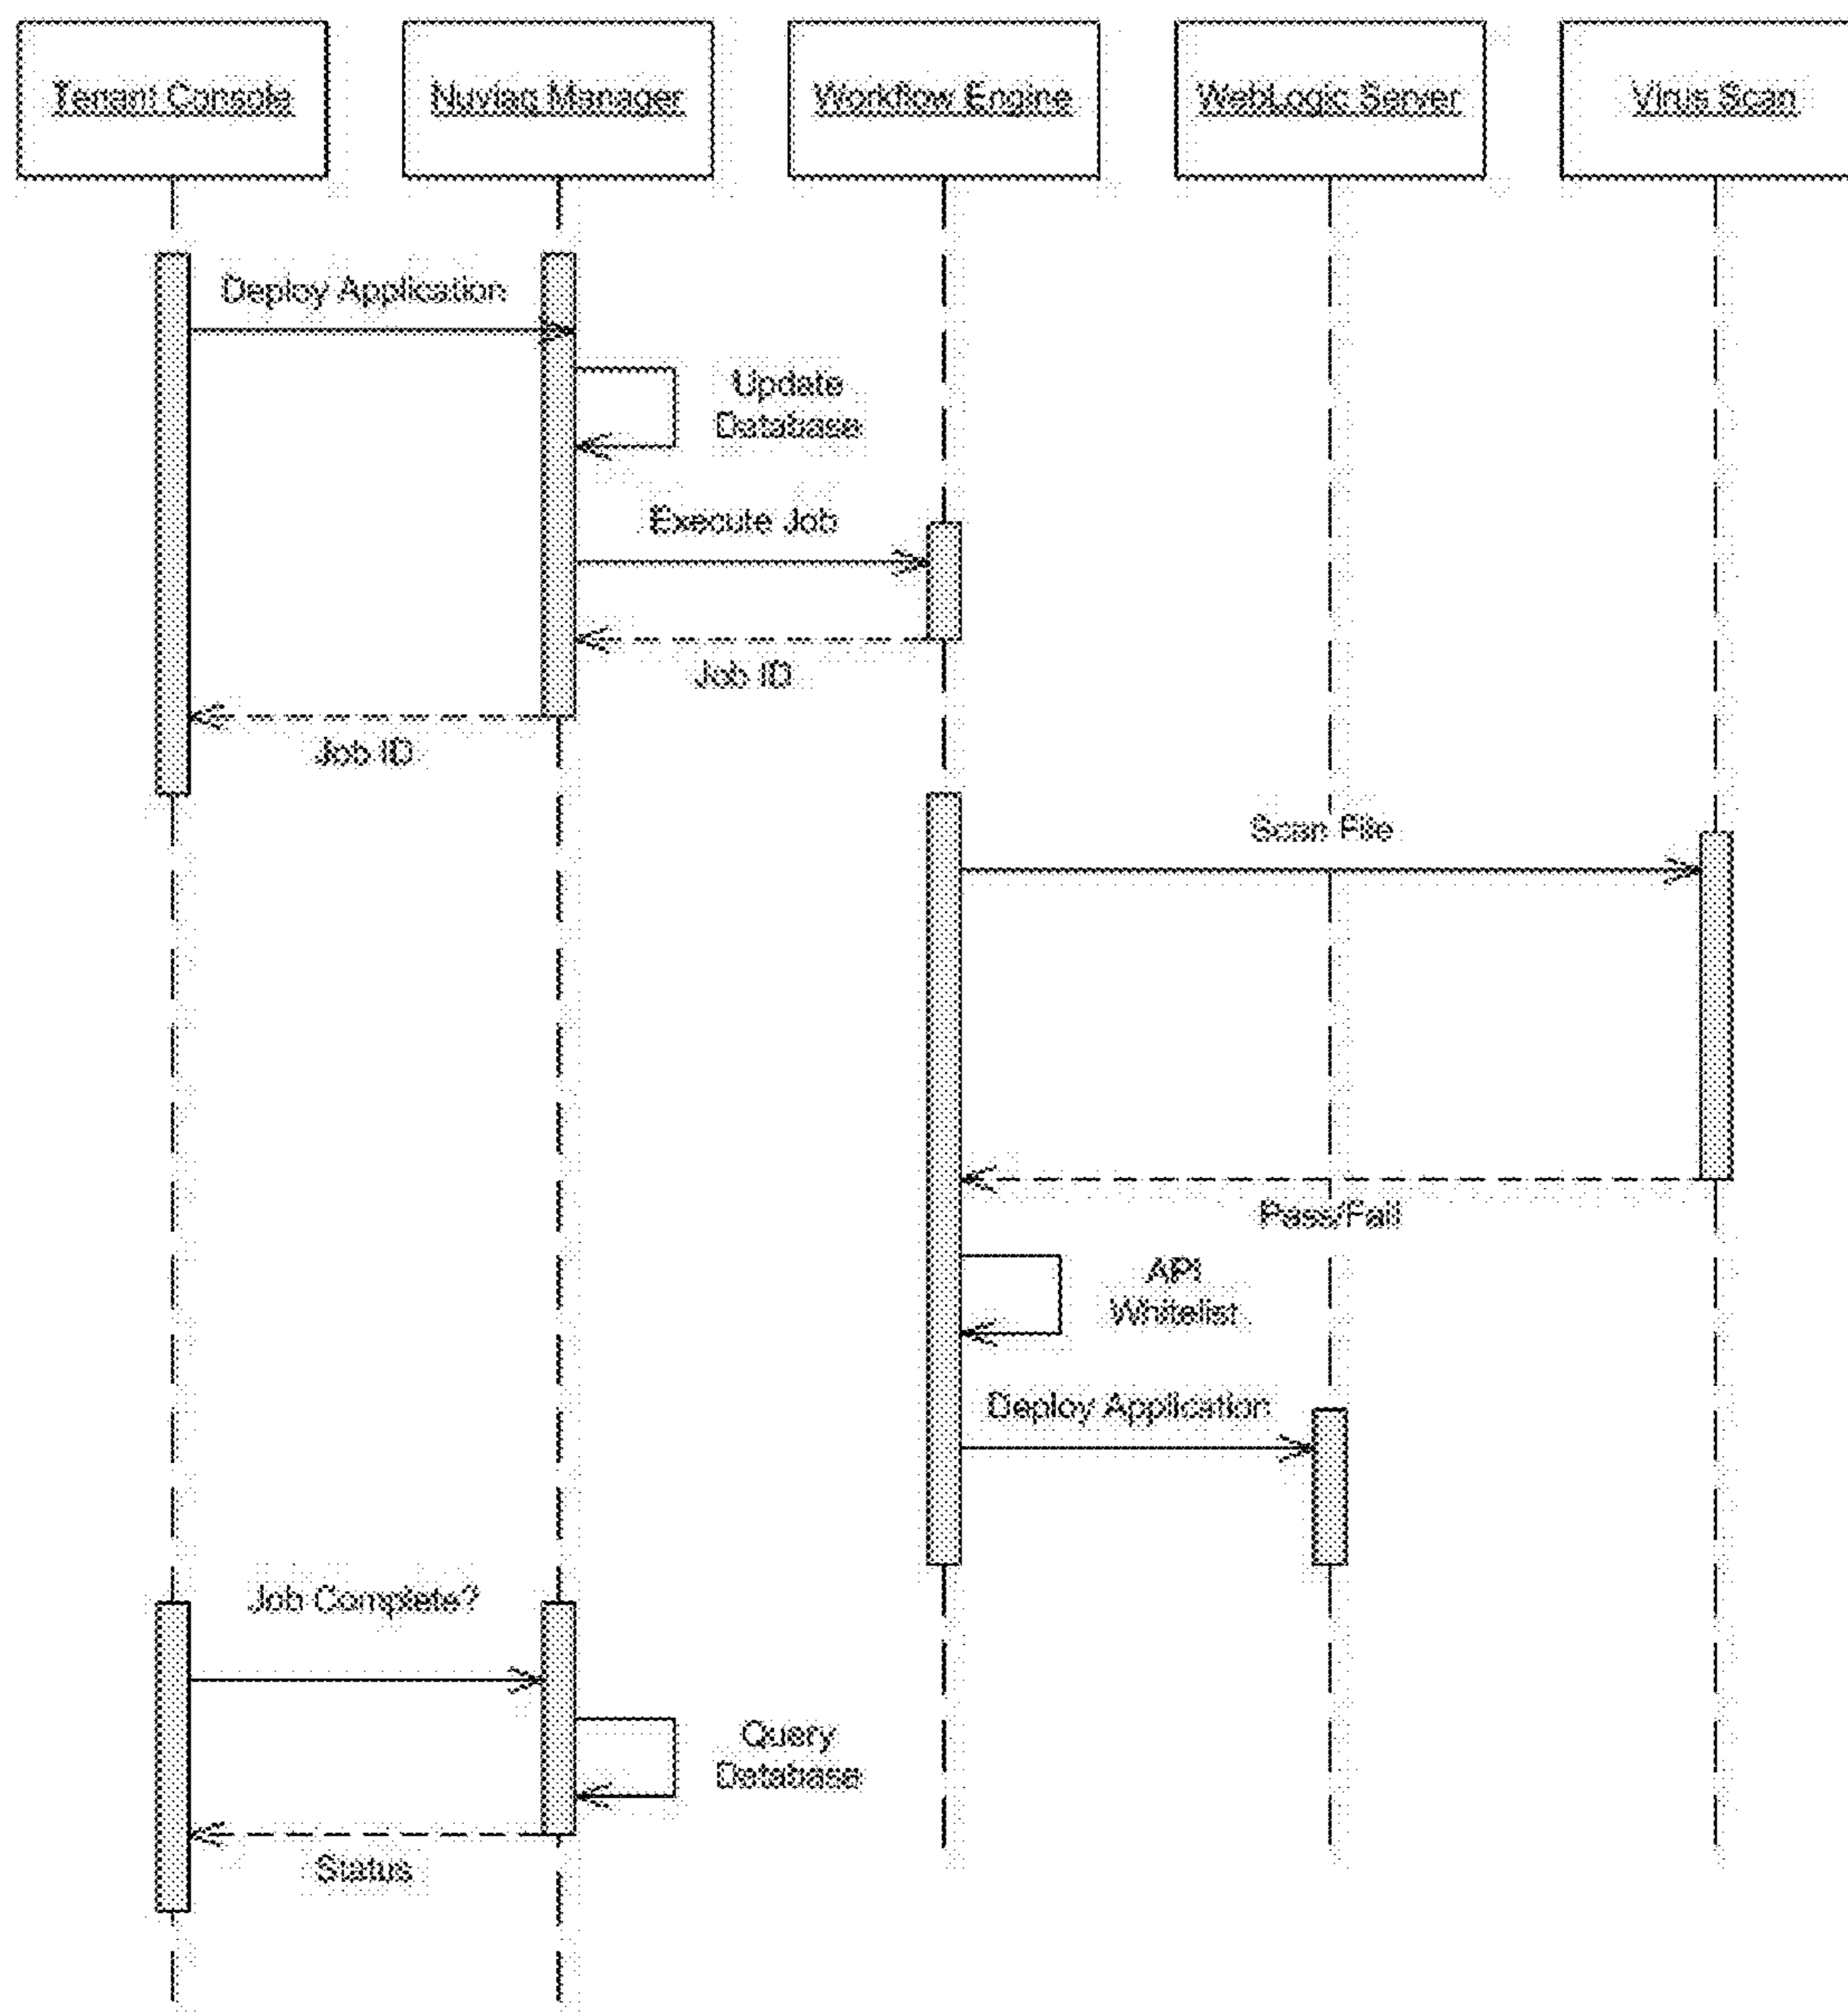 Tenant Console
Nuviaq Manager
Workflow Engine
WebLogic Server
Virus Scan
Deploy Application
Update
Database
Execute Job
Job ID
Job ID
Scan File
Pass/Fail
API
Whitelist
Deploy Application
Job Complete?
Query
Database
Status